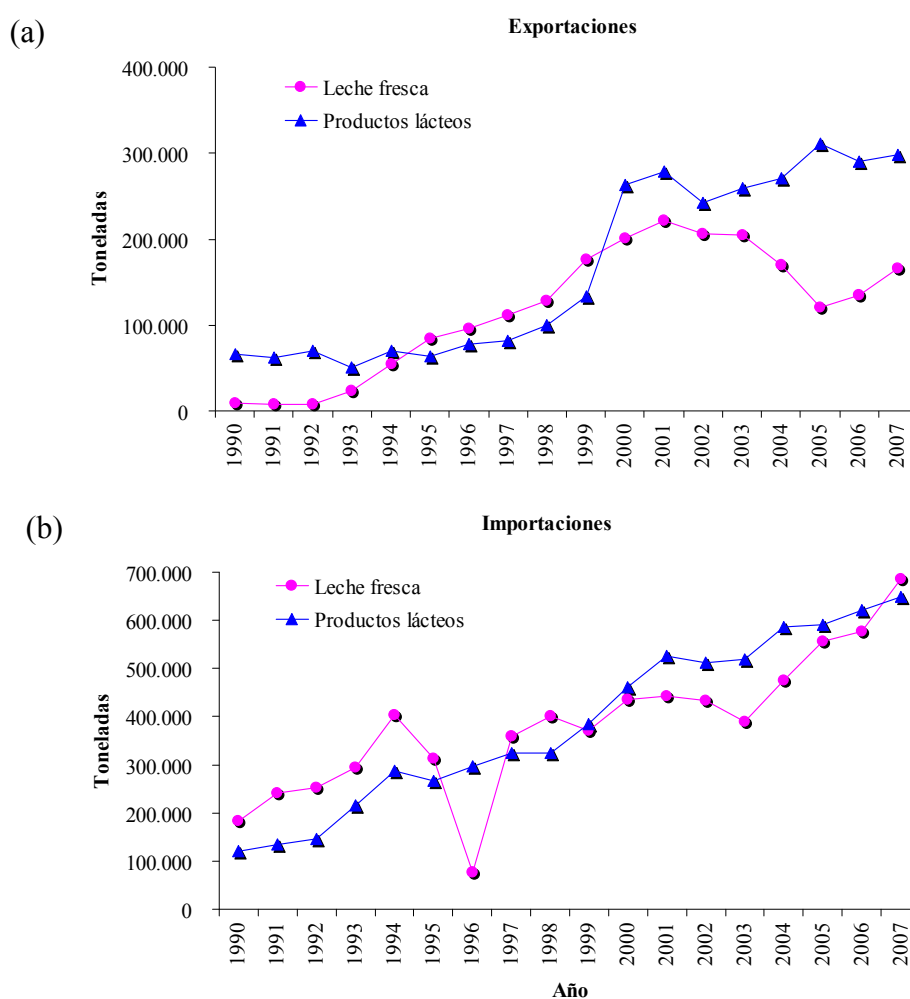 (a)
Exportaciones
400.000
300.000
200.000
100.000
0
Toneladas
Leche fresca
Productos lácteos
1990 1991 1992 1993 1994 1995 1996 1997 1998 1999 2000 2001 2002 2003 2004 2005 2006 2007
(b)
Importaciones
700.000
600.000
500.000
400.000
300.000
200.000
100.000
0
Toneladas
Leche fresca
Productos lácteos
1990 1991 1992 1993 1994 1995 1996 1997 1998 1999 2000 2001 2002 2003 2004 2005 2006 2007
Año